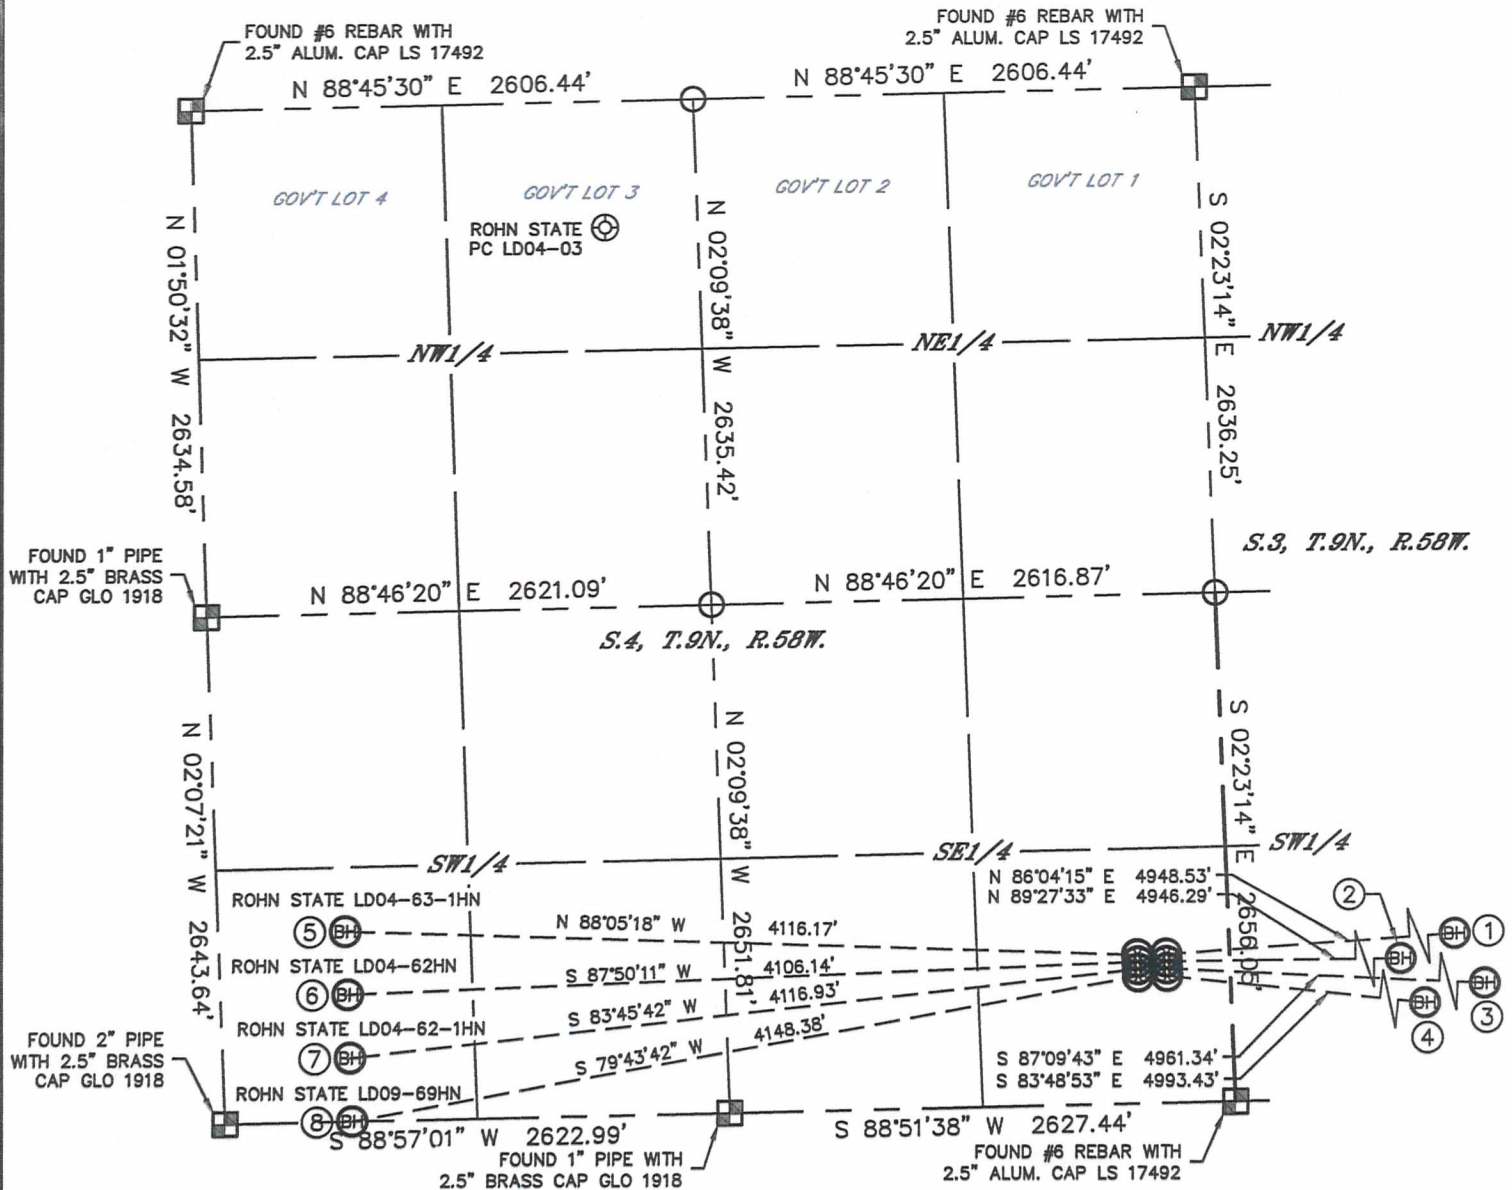 FOUND #6 REBAR WITH
2.5" ALUM. CAP LS 17492
FOUND #6 REBAR WITH
2.5" ALUM. CAP LS 17492
N 88°45'30" E 2606.44'
N 88°45'30" E 2606.44'
GOV'T LOT 4
GOV'T LOT 3
GOV'T LOT 2
GOV'T LOT 1
ROHN STATE
PC LD04-03
N 01°50'32" W 2634.58'
N 02°09'38" W 2635.42'
S 02°23'14" E 2636.25'
NW1/4
NE1/4
NW1/4
S.3, T.9N., R.58W.
FOUND 1" PIPE
WITH 2.5" BRASS
CAP GLO 1918
N 88°46'20" E 2621.09'
N 88°46'20" E 2616.87'
S.4, T.9N., R.58W.
N 02°07'21" W 2643.64'
N 02°09'38" W 2651.81'
S 02°23'14" E 2656.05'
SW1/4
SE1/4
SW1/4
N 86°04'15" E 4948.53'
N 89°27'33" E 4946.29'
ROHN STATE LD04-63-1HN
5 BH
N 88°05'18" W 4116.17'
2
BH
BH 1
ROHN STATE LD04-62HN
6 BH
S 87°50'11" W 4106.14'
BH
3
BH
4
ROHN STATE LD04-62-1HN
7 BH
S 83°45'42" W 4116.93'
S 79°43'42" W 4148.38'
S 87°09'43" E 4961.34'
S 83°48'53" E 4993.43'
FOUND 2" PIPE
WITH 2.5" BRASS
CAP GLO 1918
ROHN STATE LD09-69HN
8 BH
S 88°57'01" W 2622.99'
S 88°51'38" W 2627.44'
FOUND 1" PIPE WITH
2.5" BRASS CAP GLO 1918
FOUND #6 REBAR WITH
2.5" ALUM. CAP LS 17492